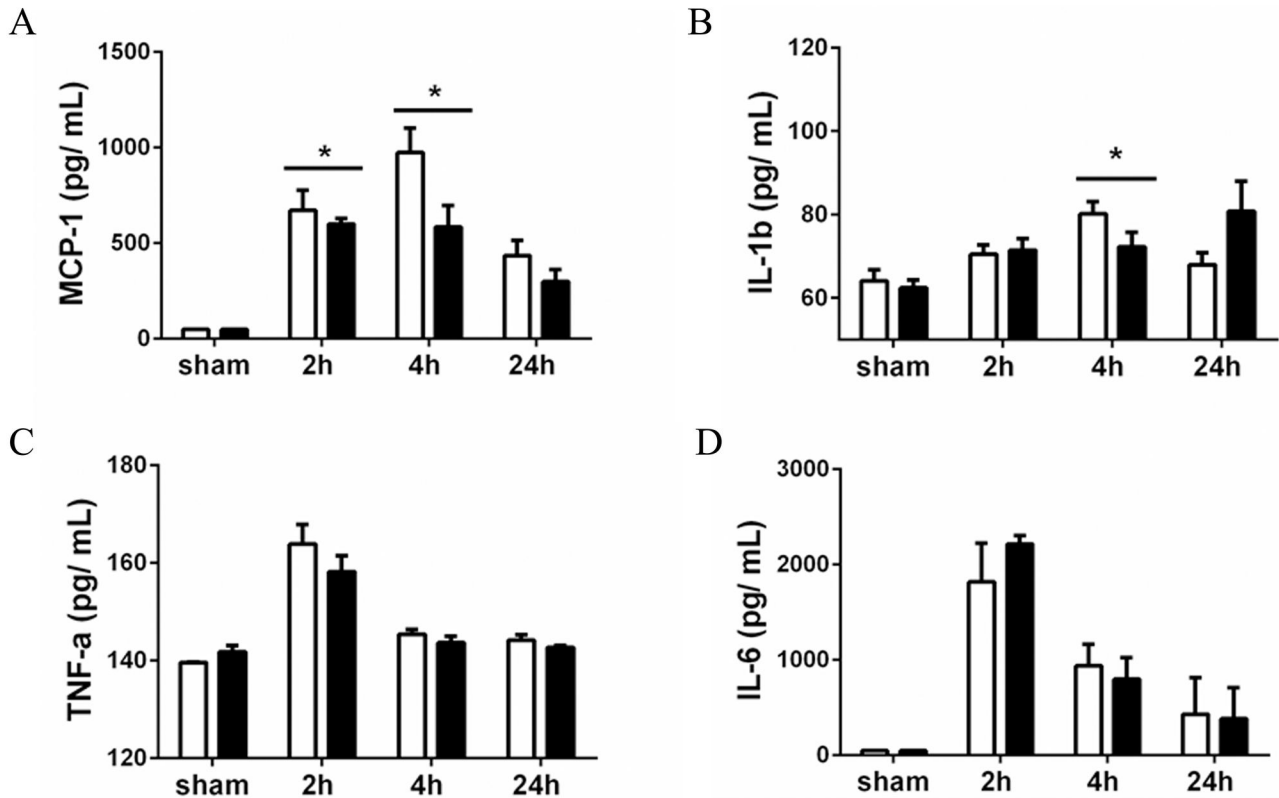 A
MCP-1 (pg/ mL)
1500
1000
500
0
*
*
sham 2h 4h 24h
B
IL-1b (pg/ mL)
120
100
80
60
*
sham 2h 4h 24h
C
TNF-a (pg/ mL)
180
160
140
120
sham 2h 4h 24h
D
IL-6 (pg/ mL)
3000
2000
1000
0
sham 2h 4h 24h